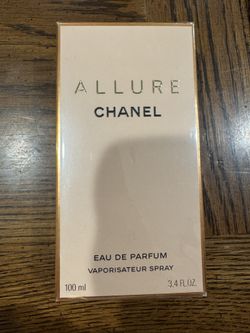 ALLURE
CHANEL
EAU DE PARFUM
VAPORISATEUR SPRAY
100 ml 3.4 FL. OZ.